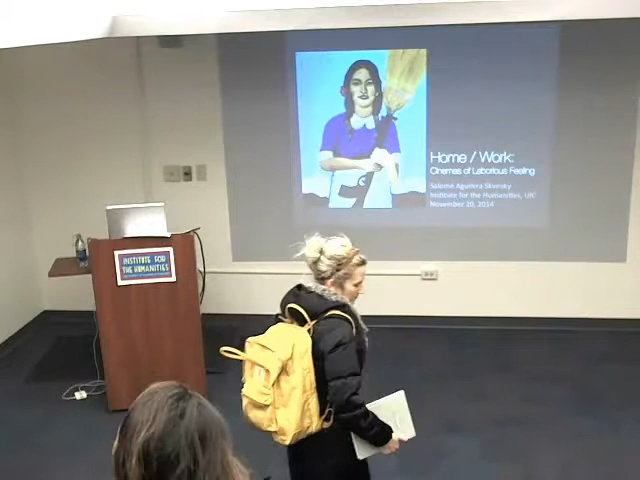 Home / Work:
Cinemas of Laborious Feeling
Salomé Aguilera Skvirsky
Institute for the Humanities, UIC
November 20, 2014
INSTITUTE FOR
THE HUMANITIES